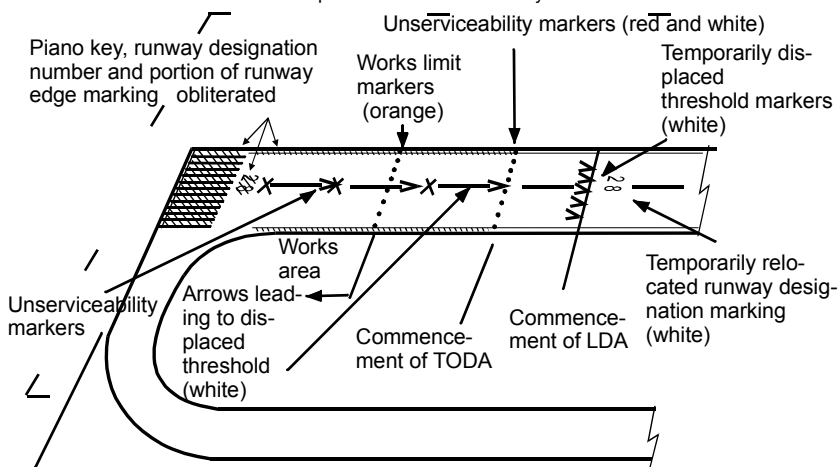 Unserviceability markers (red and white)
Piano key, runway designation
number and portion of runway
edge marking obliterated
Works limit
markers
(orange)
Temporarily dis-
placed
threshold markers
(white)
28
Works
area
Unserviceability
markers
Arrows lead-
ing to dis-
placed
threshold
(white)
Commence-
ment of TODA
Commence-
ment of LDA
Temporarily relo-
cated runway desig-
nation marking
(white)